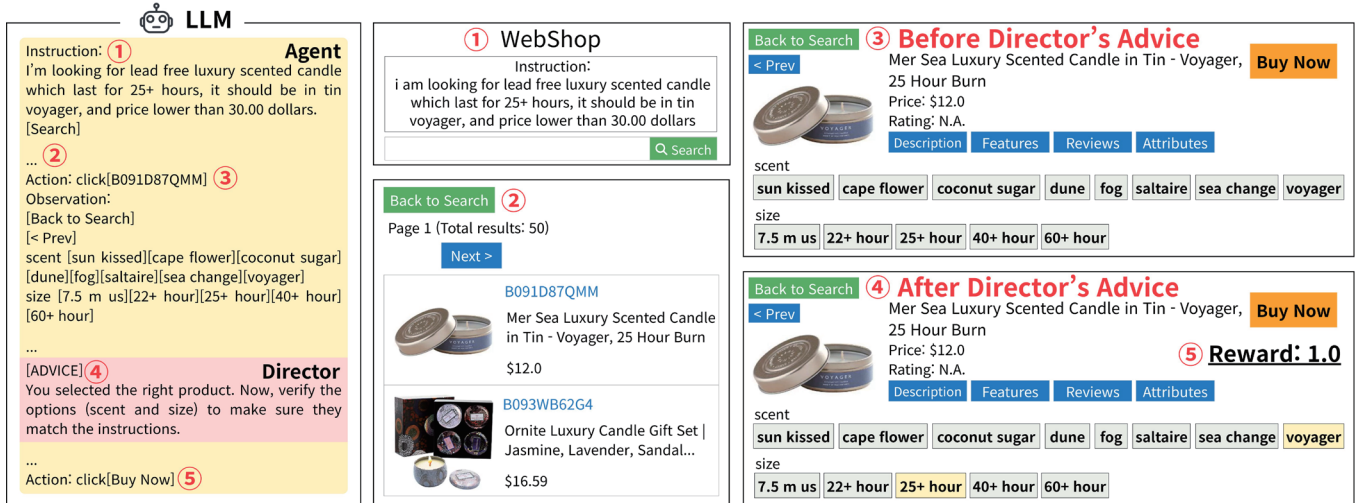 LLM
Instruction: ①
Agent
I'm looking for lead free luxury scented candle
which last for 25+ hours, it should be in tin
voyager, and price lower than 30.00 dollars.
[Search]
... ②
Action: click[B091D87QMM] ③
Observation:
[Back to Search]
[< Prev]
scent [sun kissed][cape flower][coconut sugar]
[dune][fog][saltaire][sea change][voyager]
size [7.5 m us][22+ hour][25+ hour][40+ hour]
[60+ hour]
...
[ADVICE] ④
Director
You selected the right product. Now, verify the
options (scent and size) to make sure they
match the instructions.
...
Action: click[Buy Now] ⑤
① WebShop
Instruction:
i am looking for lead free luxury scented candle
which last for 25+ hours, it should be in tin
voyager, and price lower than 30.00 dollars
Search
Back to Search ②
Page 1 (Total results: 50)
Next >
B091D87QMM
Mer Sea Luxury Scented Candle
in Tin - Voyager, 25 Hour Burn
$12.0
B093WB62G4
Ornite Luxury Candle Gift Set |
Jasmine, Lavender, Sandal...
$16.59
Back to Search ③ Before Director's Advice
< Prev
Mer Sea Luxury Scented Candle in Tin - Voyager,
25 Hour Burn
Buy Now
Price: $12.0
Rating: N.A.
VOYAGER
Description Features Reviews Attributes
scent
sun kissed cape flower coconut sugar dune fog saltaire sea change voyager
size
7.5 m us 22+ hour 25+ hour 40+ hour 60+ hour
Back to Search ④ After Director's Advice
< Prev
Mer Sea Luxury Scented Candle in Tin - Voyager,
25 Hour Burn
Buy Now
Price: $12.0
⑤ Reward: 1.0
Rating: N.A.
VOYAGER
Description Features Reviews Attributes
scent
sun kissed cape flower coconut sugar dune fog saltaire sea change voyager
size
7.5 m us 22+ hour 25+ hour 40+ hour 60+ hour